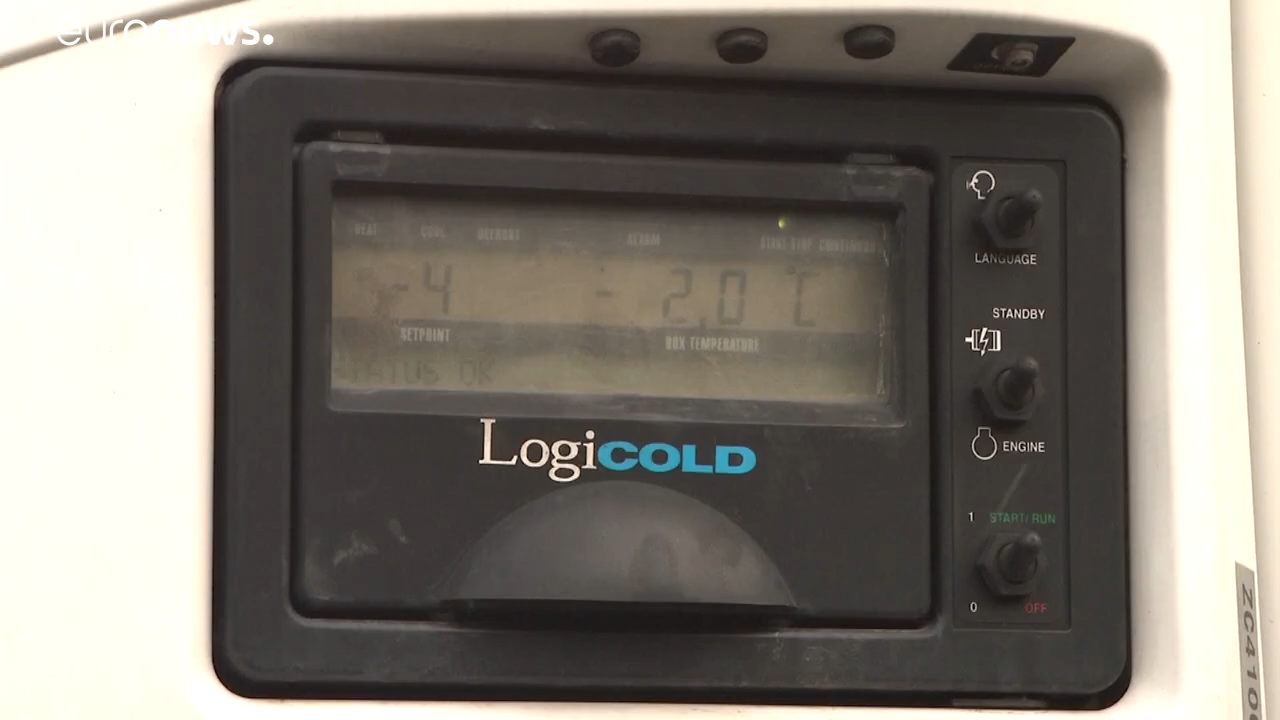 euronews.
HEAT COOL DEFROST ALARM START-STOP CONTINUOUS
-4 - 2.0 °C
SETPOINT BOX TEMPERATURE
STATUS OK
LogiCOLD
LANGUAGE
STANDBY
ENGINE
1 START/RUN
0 OFF
ZC410